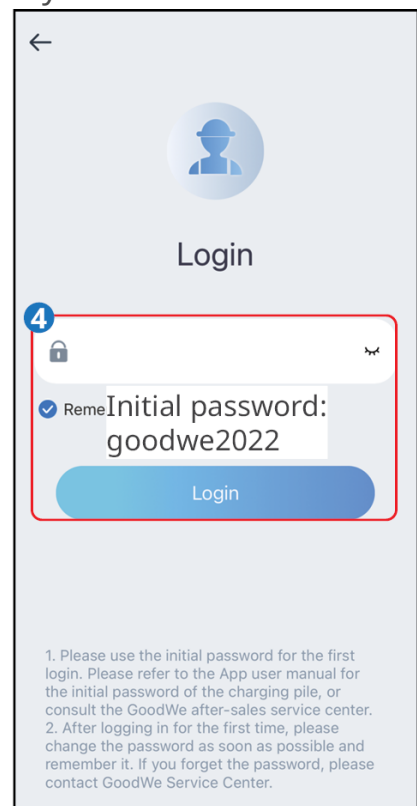 Login
4
Reme
Initial password:
goodwe2022
Login
1. Please use the initial password for the first
login. Please refer to the App user manual for
the initial password of the charging pile, or
consult the GoodWe after-sales service center.
2. After logging in for the first time, please
change the password as soon as possible and
remember it. If you forget the password, please
contact GoodWe Service Center.